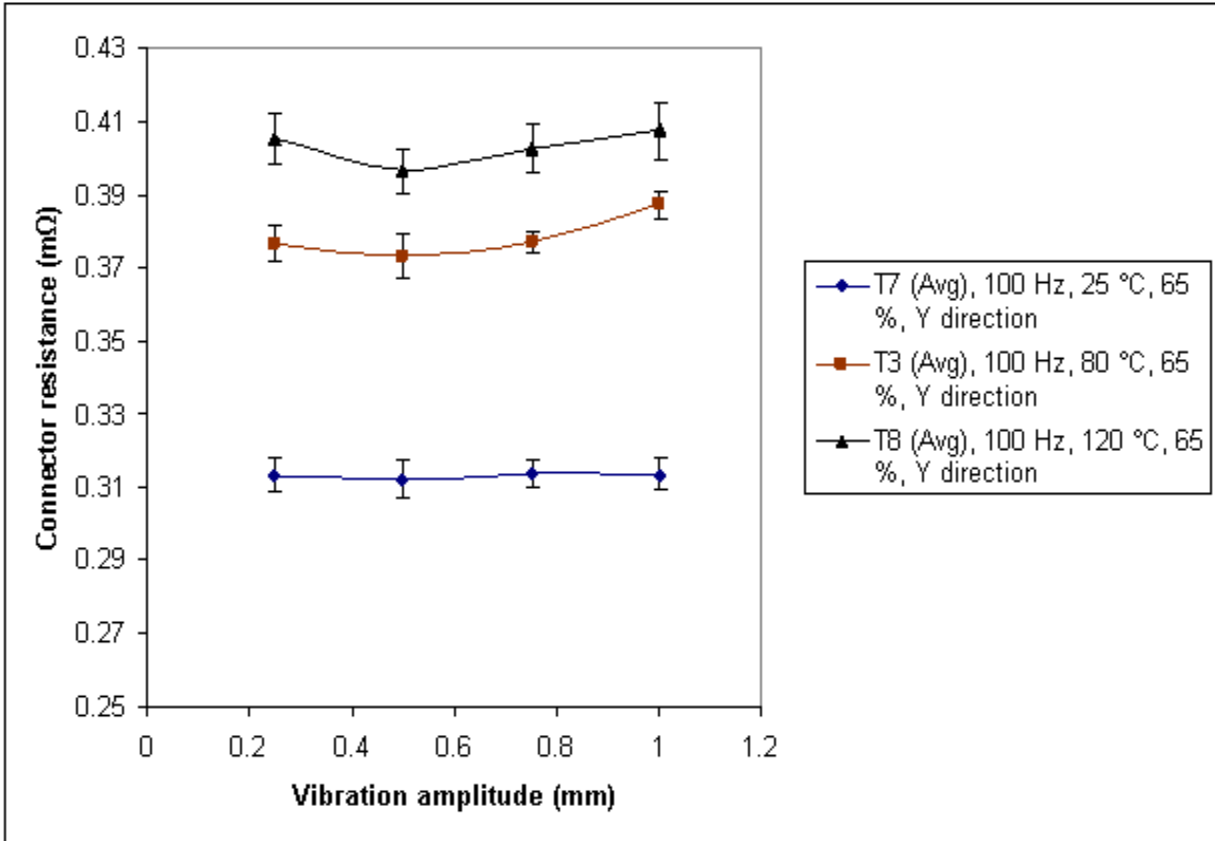 0.43
0.41
0.39
0.37
0.35
0.33
0.31
0.29
0.27
0.25
Connector resistance (mΩ)
0
0.2
0.4
0.6
0.8
1
1.2
Vibration amplitude (mm)
T7 (Avg), 100 Hz, 25 °C, 65
%, Y direction
T3 (Avg), 100 Hz, 80 °C, 65
%, Y direction
T8 (Avg), 100 Hz, 120 °C, 65
%, Y direction